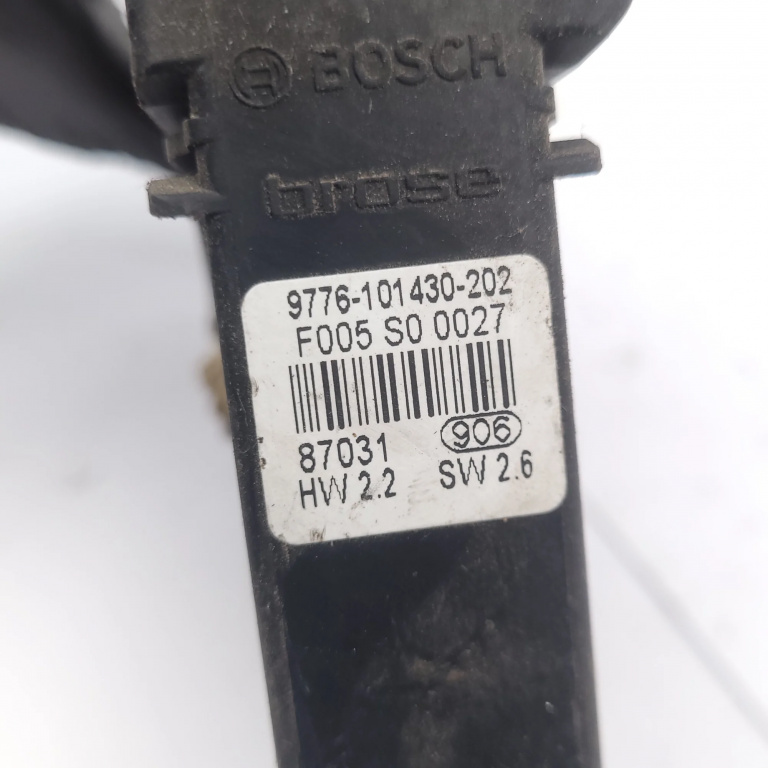 BOSCH
brose
9776-101430-202
F005 S0 0027
87031 906
HW 2.2 SW 2.6